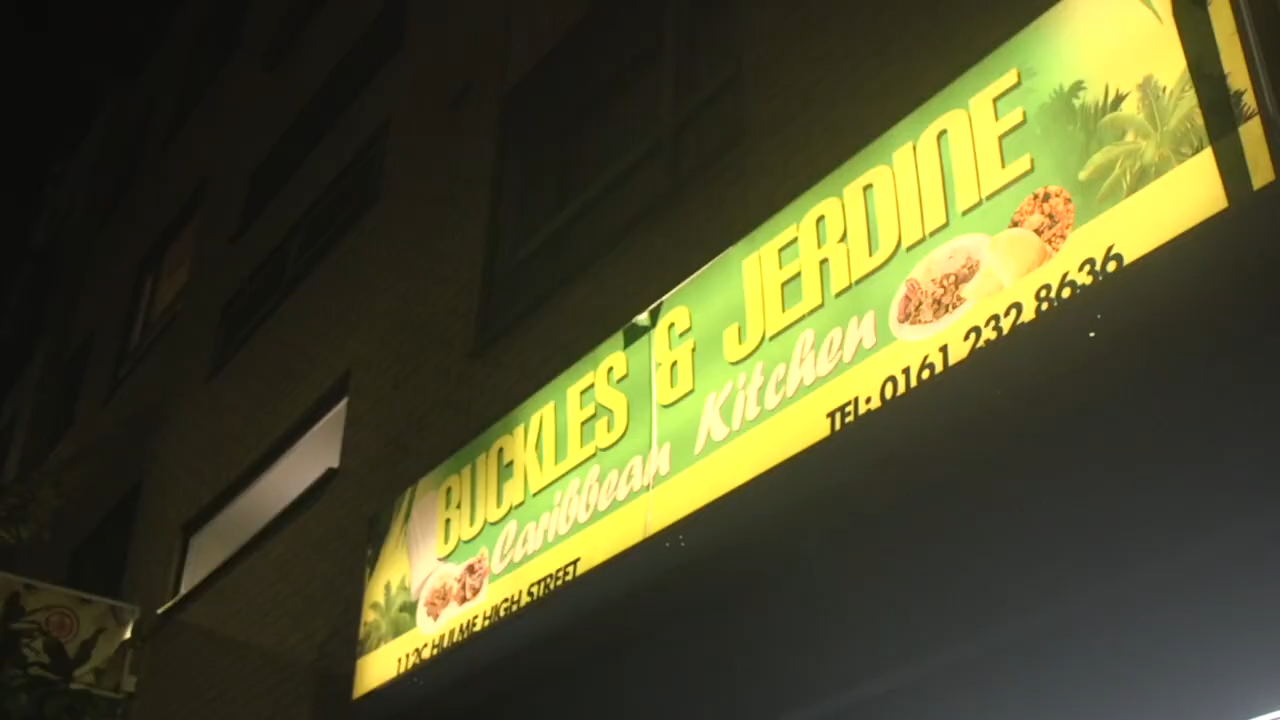 BUCKLES & JERDINE
Caribbean Kitchen
112C HULME HIGH STREET
TEL: 0161 232 8636